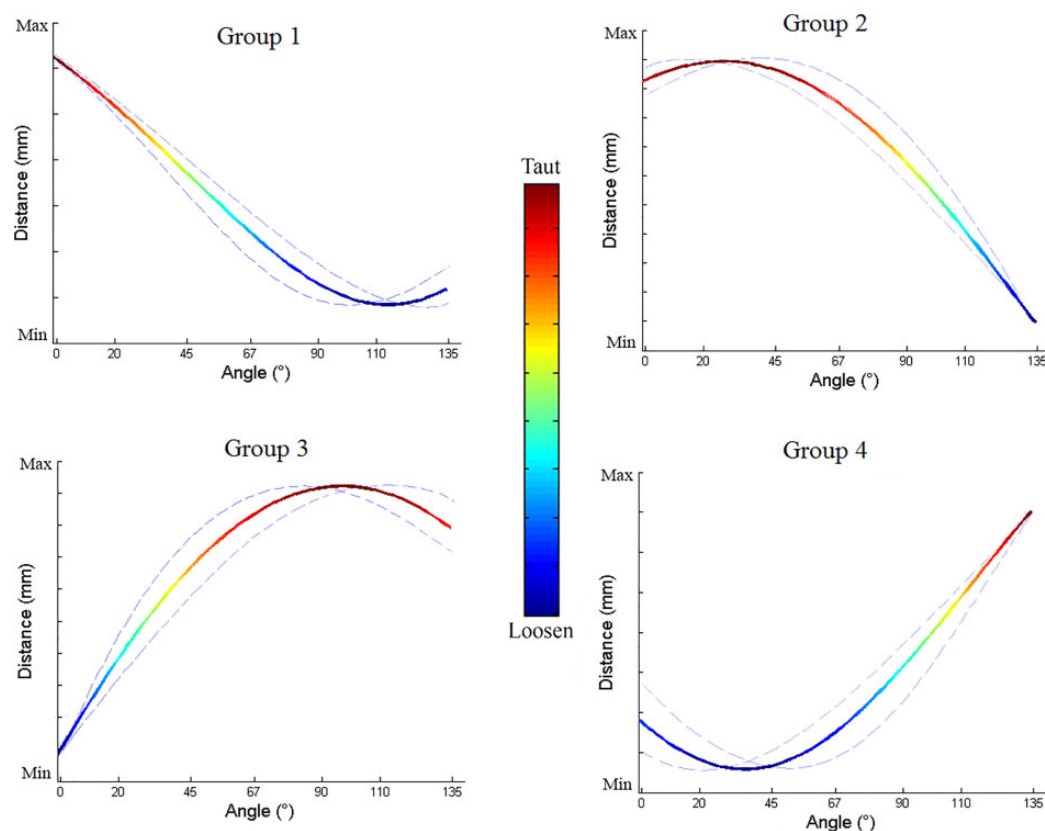 Group 1
Max
Distance (mm)
Min
0 20 45 67 90 110 135
Angle (°)
Group 2
Max
Distance (mm)
Min
0 20 45 67 90 110 135
Angle (°)
Taut
Loosen
Group 3
Max
Distance (mm)
Min
0 20 45 67 90 110 135
Angle (°)
Group 4
Max
Distance (mm)
Min
0 20 45 67 90 110 135
Angle (°)